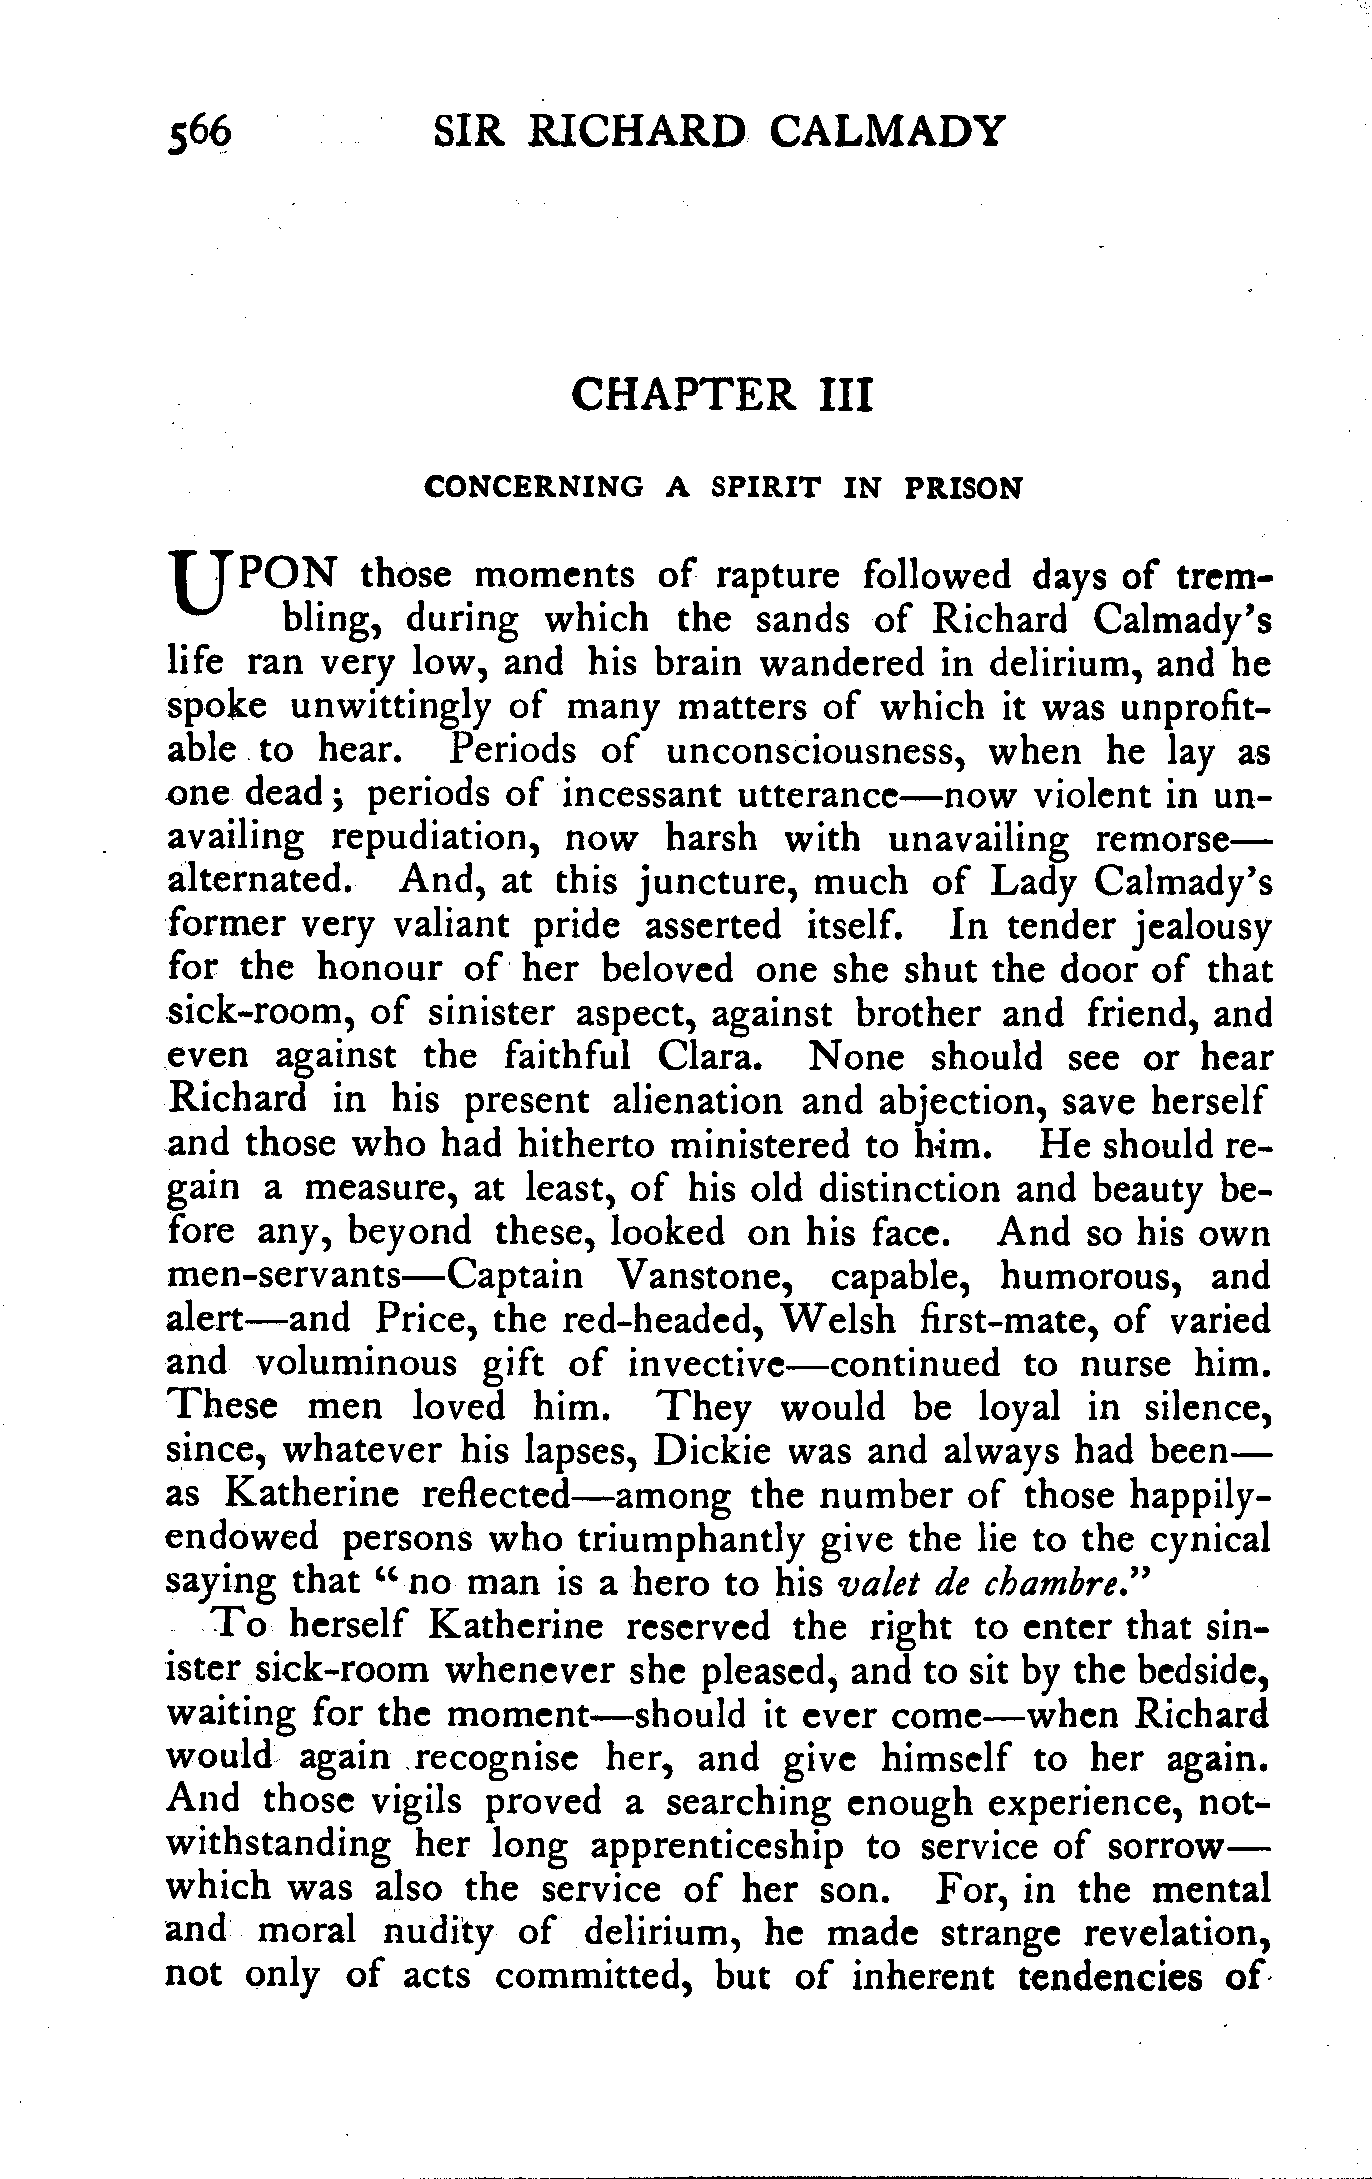 566 SIR RICHARD CALMADY
CHAPTER III
CONCERNING A SPIRIT IN PRISON
UPON those moments of rapture followed days of trem-
bling, during which the sands of Richard Calmady's
life ran very low, and his brain wandered in delirium, and he
spoke unwittingly of many matters of which it was unprofit-
able to hear. Periods of unconsciousness, when he lay as
one dead; periods of incessant utterance—now violent in un-
availing repudiation, now harsh with unavailing remorse—
alternated. And, at this juncture, much of Lady Calmady's
former very valiant pride asserted itself. In tender jealousy
for the honour of her beloved one she shut the door of that
sick-room, of sinister aspect, against brother and friend, and
even against the faithful Clara. None should see or hear
Richard in his present alienation and abjection, save herself
and those who had hitherto ministered to him. He should re-
gain a measure, at least, of his old distinction and beauty be-
fore any, beyond these, looked on his face. And so his own
men-servants—Captain Vanstone, capable, humorous, and
alert—and Price, the red-headed, Welsh first-mate, of varied
and voluminous gift of invective—continued to nurse him.
These men loved him. They would be loyal in silence,
since, whatever his lapses, Dickie was and always had been—
as Katherine reflected—among the number of those happily-
endowed persons who triumphantly give the lie to the cynical
saying that "no man is a hero to his valet de chambre."
To herself Katherine reserved the right to enter that sin-
ister sick-room whenever she pleased, and to sit by the bedside,
waiting for the moment—should it ever come—when Richard
would again recognise her, and give himself to her again.
And those vigils proved a searching enough experience, not-
withstanding her long apprenticeship to service of sorrow—
which was also the service of her son. For, in the mental
and moral nudity of delirium, he made strange revelation,
not only of acts committed, but of inherent tendencies of